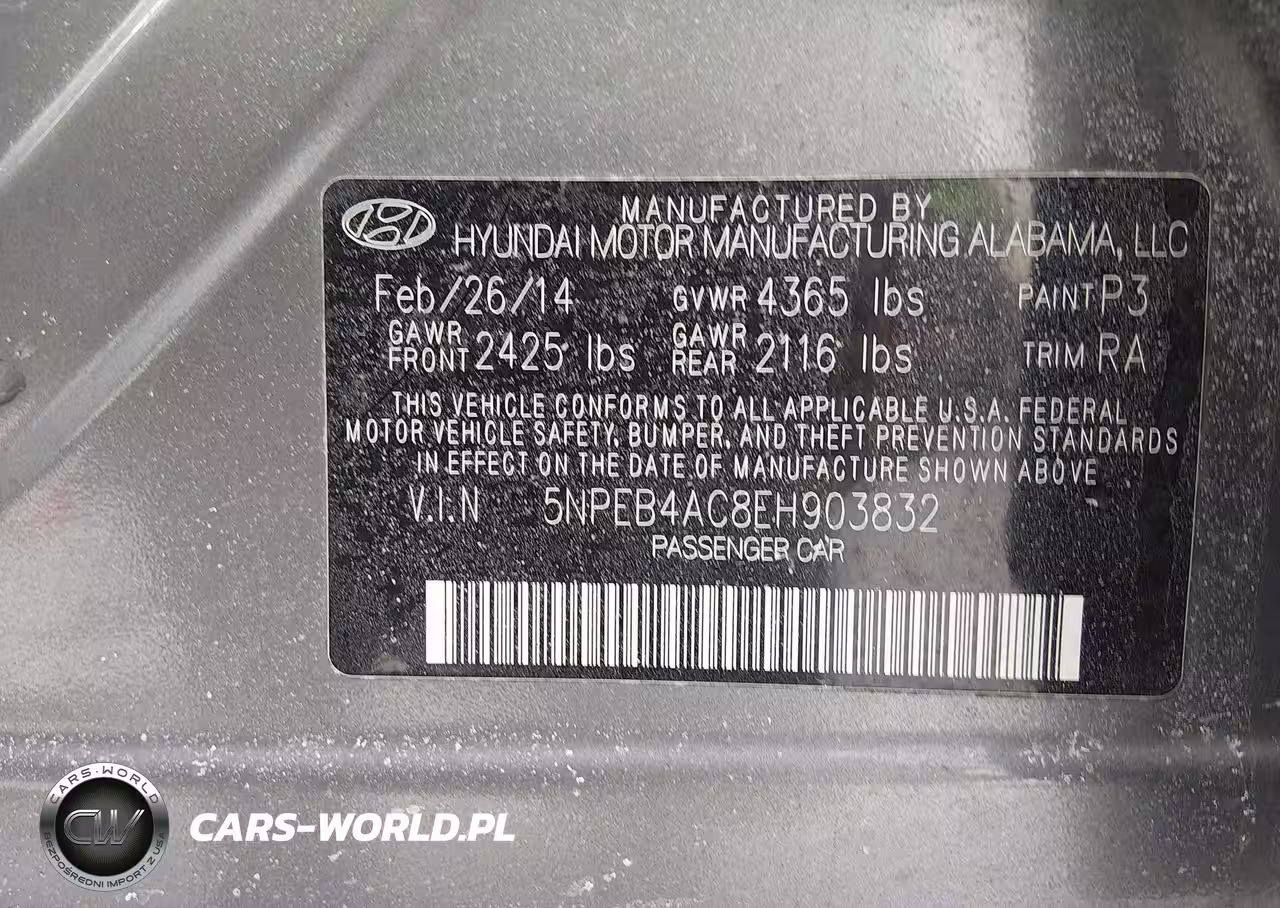 MANUFACTURED BY
HYUNDAI MOTOR MANUFACTURING ALABAMA, LLC
Feb/26/14 GVWR 4365 lbs PAINT P3
GAWR FRONT 2425 lbs GAWR REAR 2116 lbs TRIM RA
THIS VEHICLE CONFORMS TO ALL APPLICABLE U.S.A. FEDERAL
MOTOR VEHICLE SAFETY, BUMPER, AND THEFT PREVENTION STANDARDS
IN EFFECT ON THE DATE OF MANUFACTURE SHOWN ABOVE
V.I.N 5NPEB4AC8EH903832
PASSENGER CAR
CARS-WORLD
CW
BEZPOŚREDNI IMPORT Z USA
CARS-WORLD.PL